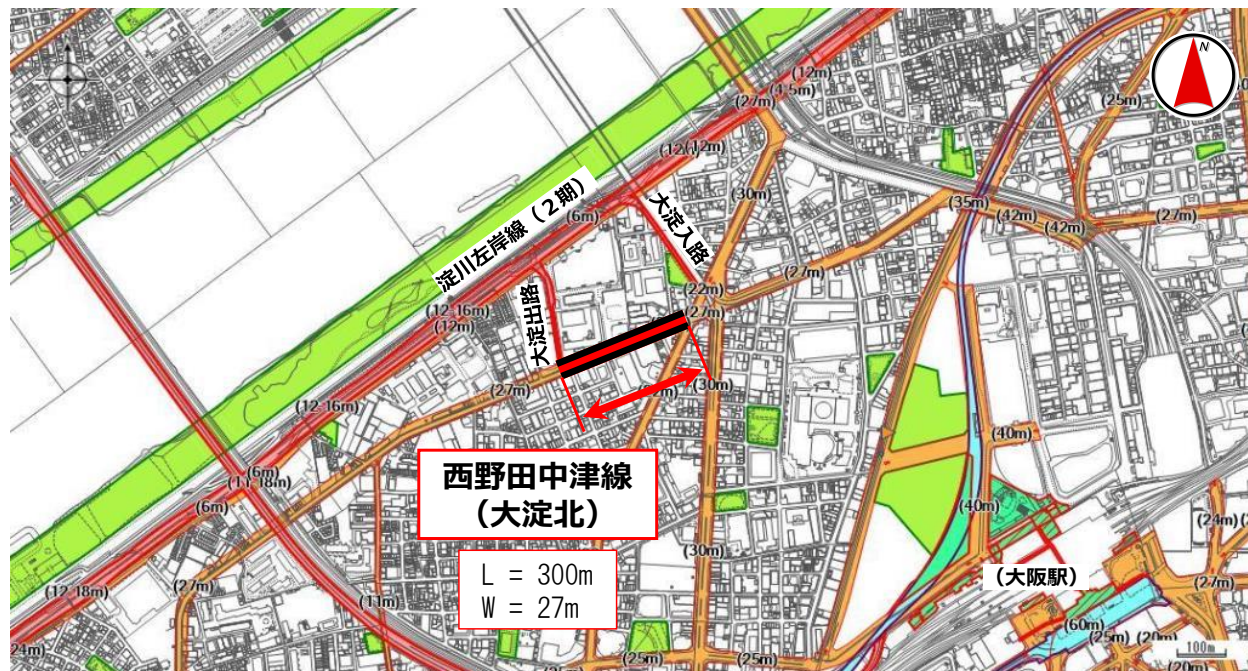 N
(12m)
(4.5m)
(27m)
(25m)
(12m)
(12m)
(30m)
(35m)
(42m)
(42m)
(27m)
(6m)
淀川左岸線（２期）
大淀入路
(27m)
(22m)
(27m)
大淀出路
(12-16m)
(12m)
(30m)
(27m)
(12-16m)
(40m)
西野田中津線
（大淀北）
(6m)
(11-18m)
(6m)
(40m)
(24m)
(30m)
L = 300m
W = 27m
（大阪駅）
(12-18m)
(27m)
(11m)
(27m)
(60m)
(25m)
(20m)
(24m)
(25m)
(25m)
100m
(20m)